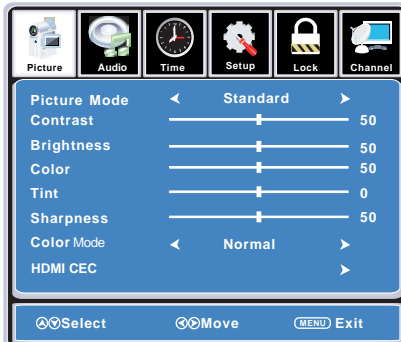 Picture Audio Time Setup Lock Channel
Picture Mode Standard
Contrast 50
Brightness 50
Color 50
Tint 0
Sharpness 50
Color Mode Normal
HDMI CEC
Select Move MENU Exit